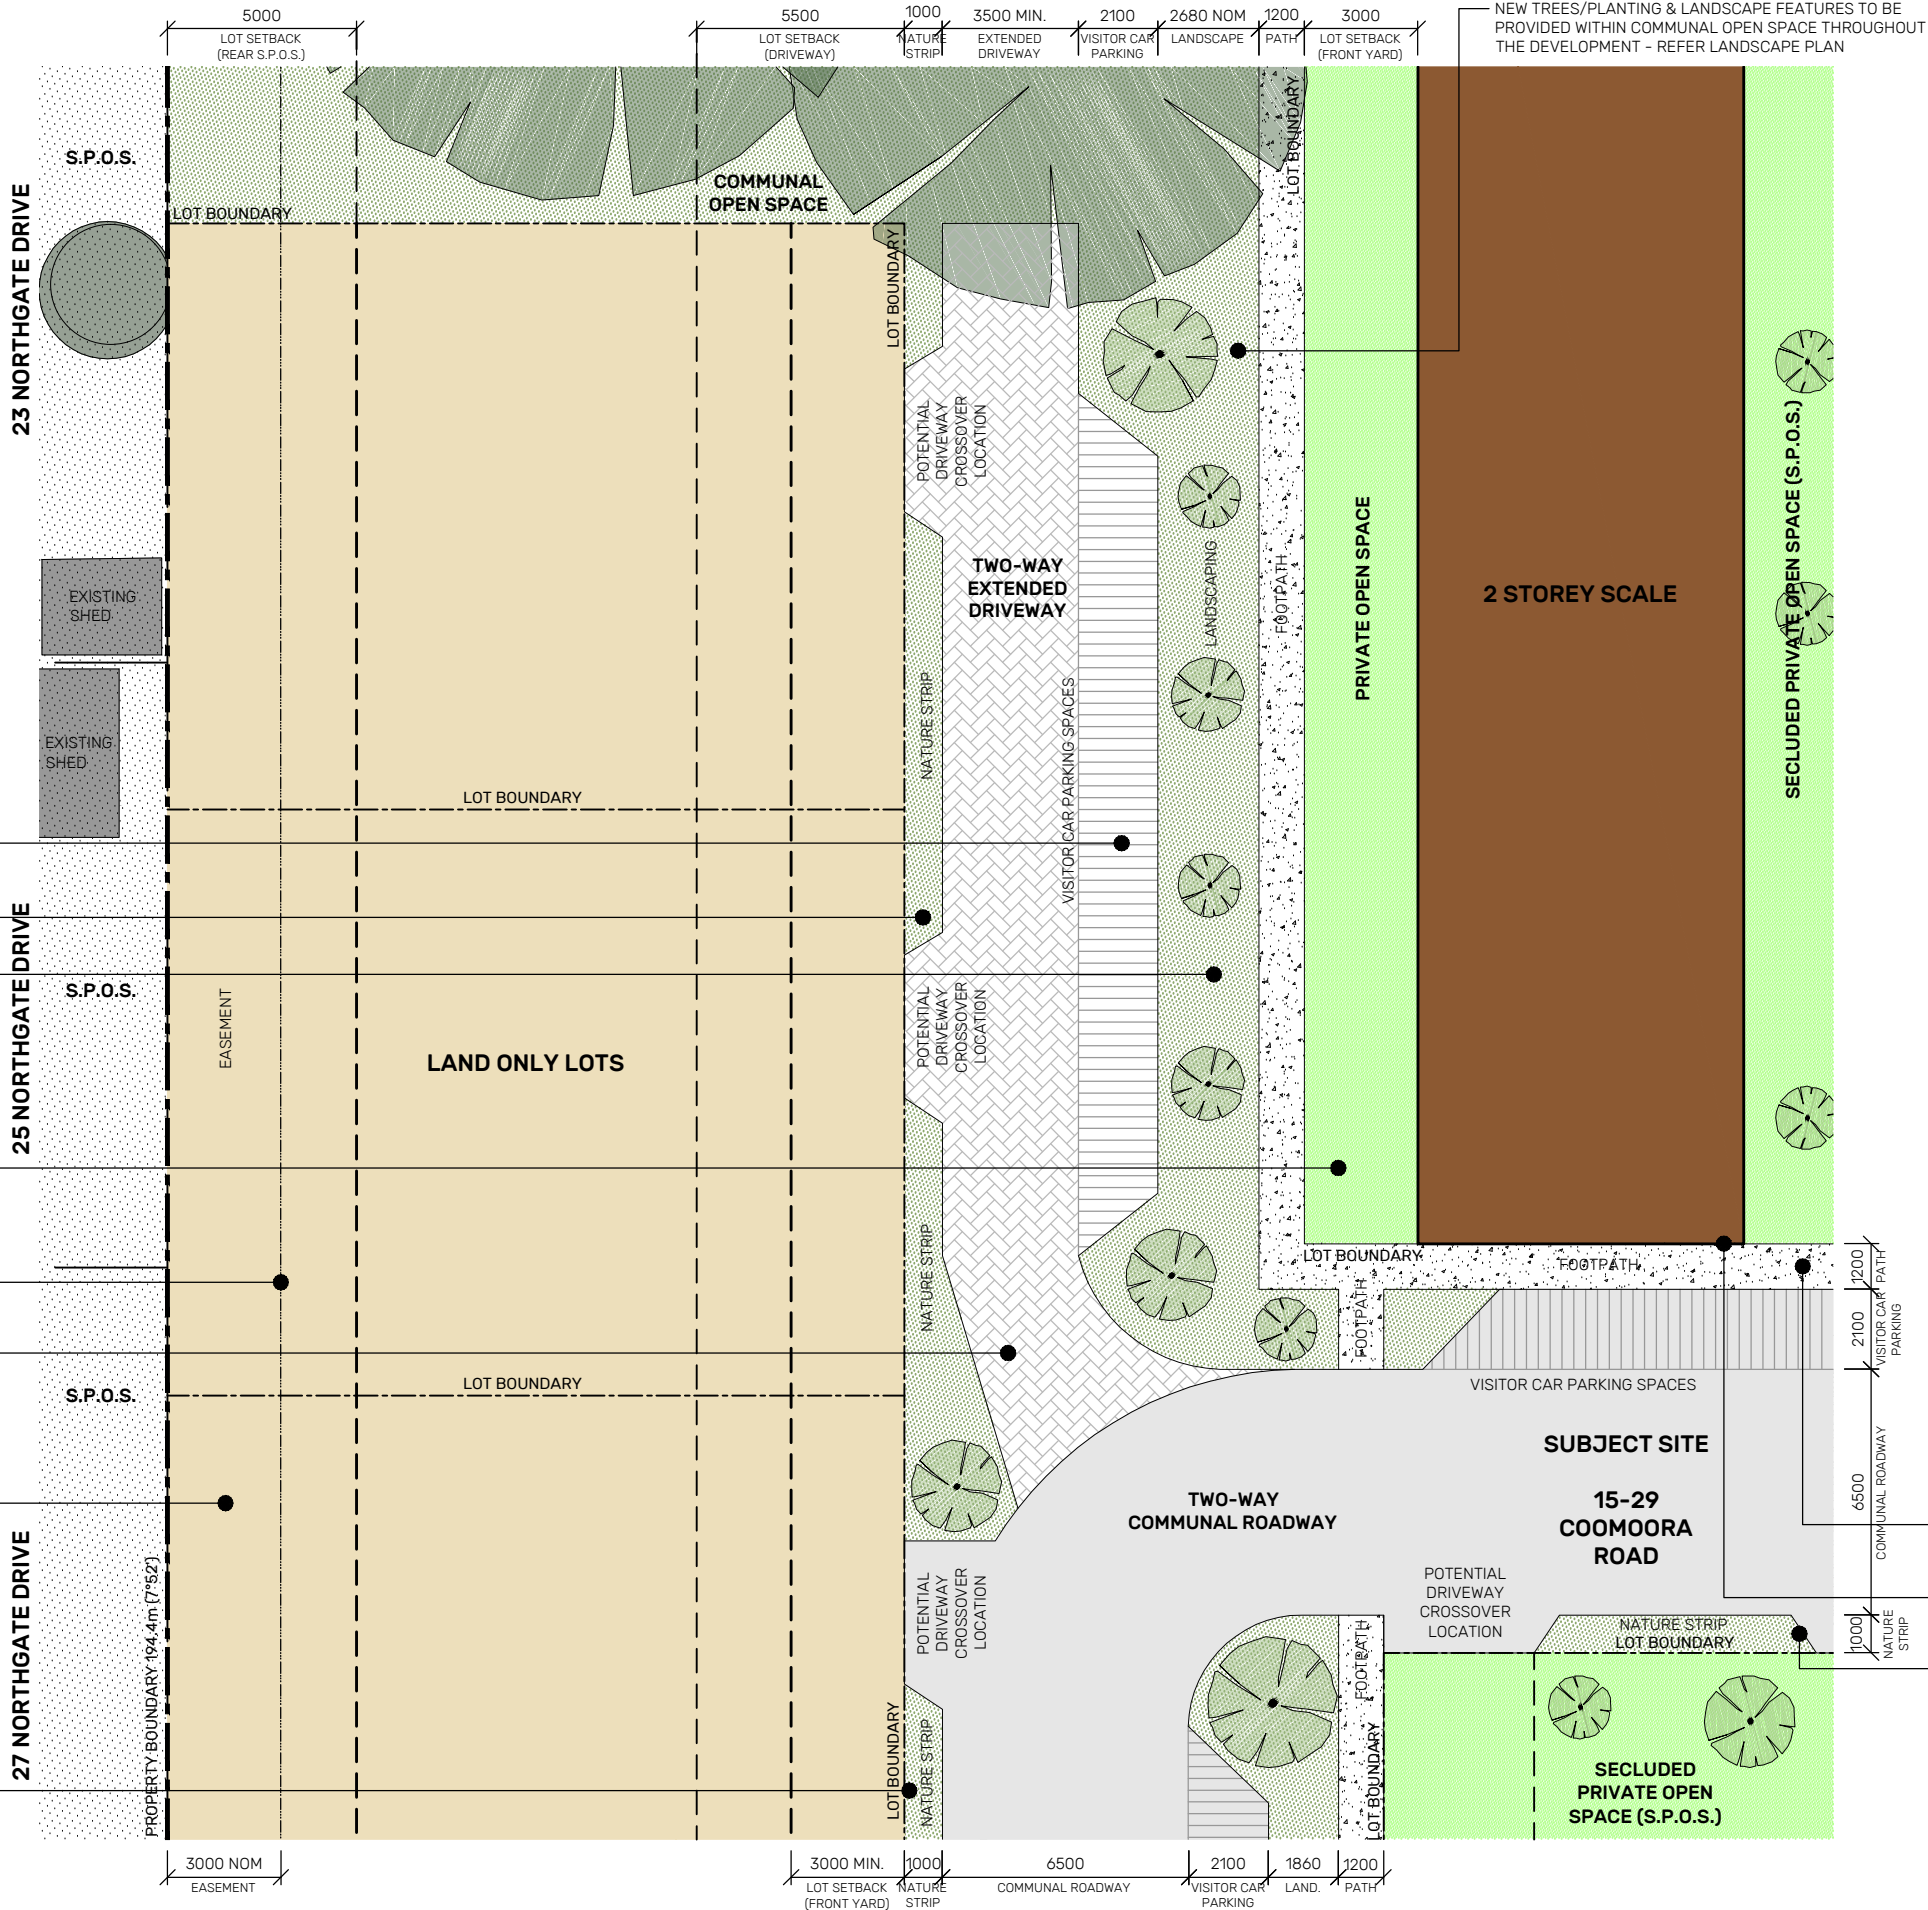 5000
LOT SETBACK
(REAR S.P.O.S.)
5500
LOT SETBACK
(DRIVEWAY)
1000
NATURE
STRIP
3500 MIN.
EXTENDED
DRIVEWAY
2100
VISITOR CAR
PARKING
2680 NOM
LANDSCAPE
1200
PATH
3000
LOT SETBACK
(FRONT YARD)
NEW TREES/PLANTING & LANDSCAPE FEATURES TO BE
PROVIDED WITHIN COMMUNAL OPEN SPACE THROUGHOUT
THE DEVELOPMENT - REFER LANDSCAPE PLAN
23 NORTHGATE DRIVE
S.P.O.S.
LOT BOUNDARY
COMMUNAL
OPEN SPACE
LOT BOUNDARY
LOT BOUNDARY
POTENTIAL
DRIVEWAY
CROSSOVER
LOCATION
EXISTING
SHED
EXISTING
SHED
TWO-WAY
EXTENDED
DRIVEWAY
LANDSCAPING
FOOTPATH
PRIVATE OPEN SPACE
2 STOREY SCALE
SECLUDED PRIVATE OPEN SPACE (S.P.O.S.)
NATURE STRIP
VISITOR CAR PARKING SPACES
LOT BOUNDARY
25 NORTHGATE DRIVE
S.P.O.S.
EASEMENT
LAND ONLY LOTS
POTENTIAL
DRIVEWAY
CROSSOVER
LOCATION
NATURE STRIP
LOT BOUNDARY
FOOTPATH
FOOTPATH
1200
PATH
2100
VISITOR CAR
PARKING
S.P.O.S.
LOT BOUNDARY
VISITOR CAR PARKING SPACES
SUBJECT SITE
15-29
COOMOORA
ROAD
TWO-WAY
COMMUNAL ROADWAY
6500
COMMUNAL ROADWAY
27 NORTHGATE DRIVE
PROPERTY BOUNDARY 194.4m (7°52')
POTENTIAL
DRIVEWAY
CROSSOVER
LOCATION
POTENTIAL
DRIVEWAY
CROSSOVER
LOCATION
NATURE STRIP
LOT BOUNDARY
1000
NATURE
STRIP
LOT BOUNDARY
NATURE STRIP
FOOTPATH
LOT BOUNDARY
SECLUDED
PRIVATE OPEN
SPACE (S.P.O.S.)
3000 NOM
EASEMENT
3000 MIN.
LOT SETBACK
(FRONT YARD)
1000
NATURE
STRIP
6500
COMMUNAL ROADWAY
2100
VISITOR CAR
PARKING
1860
LAND.
1200
PATH